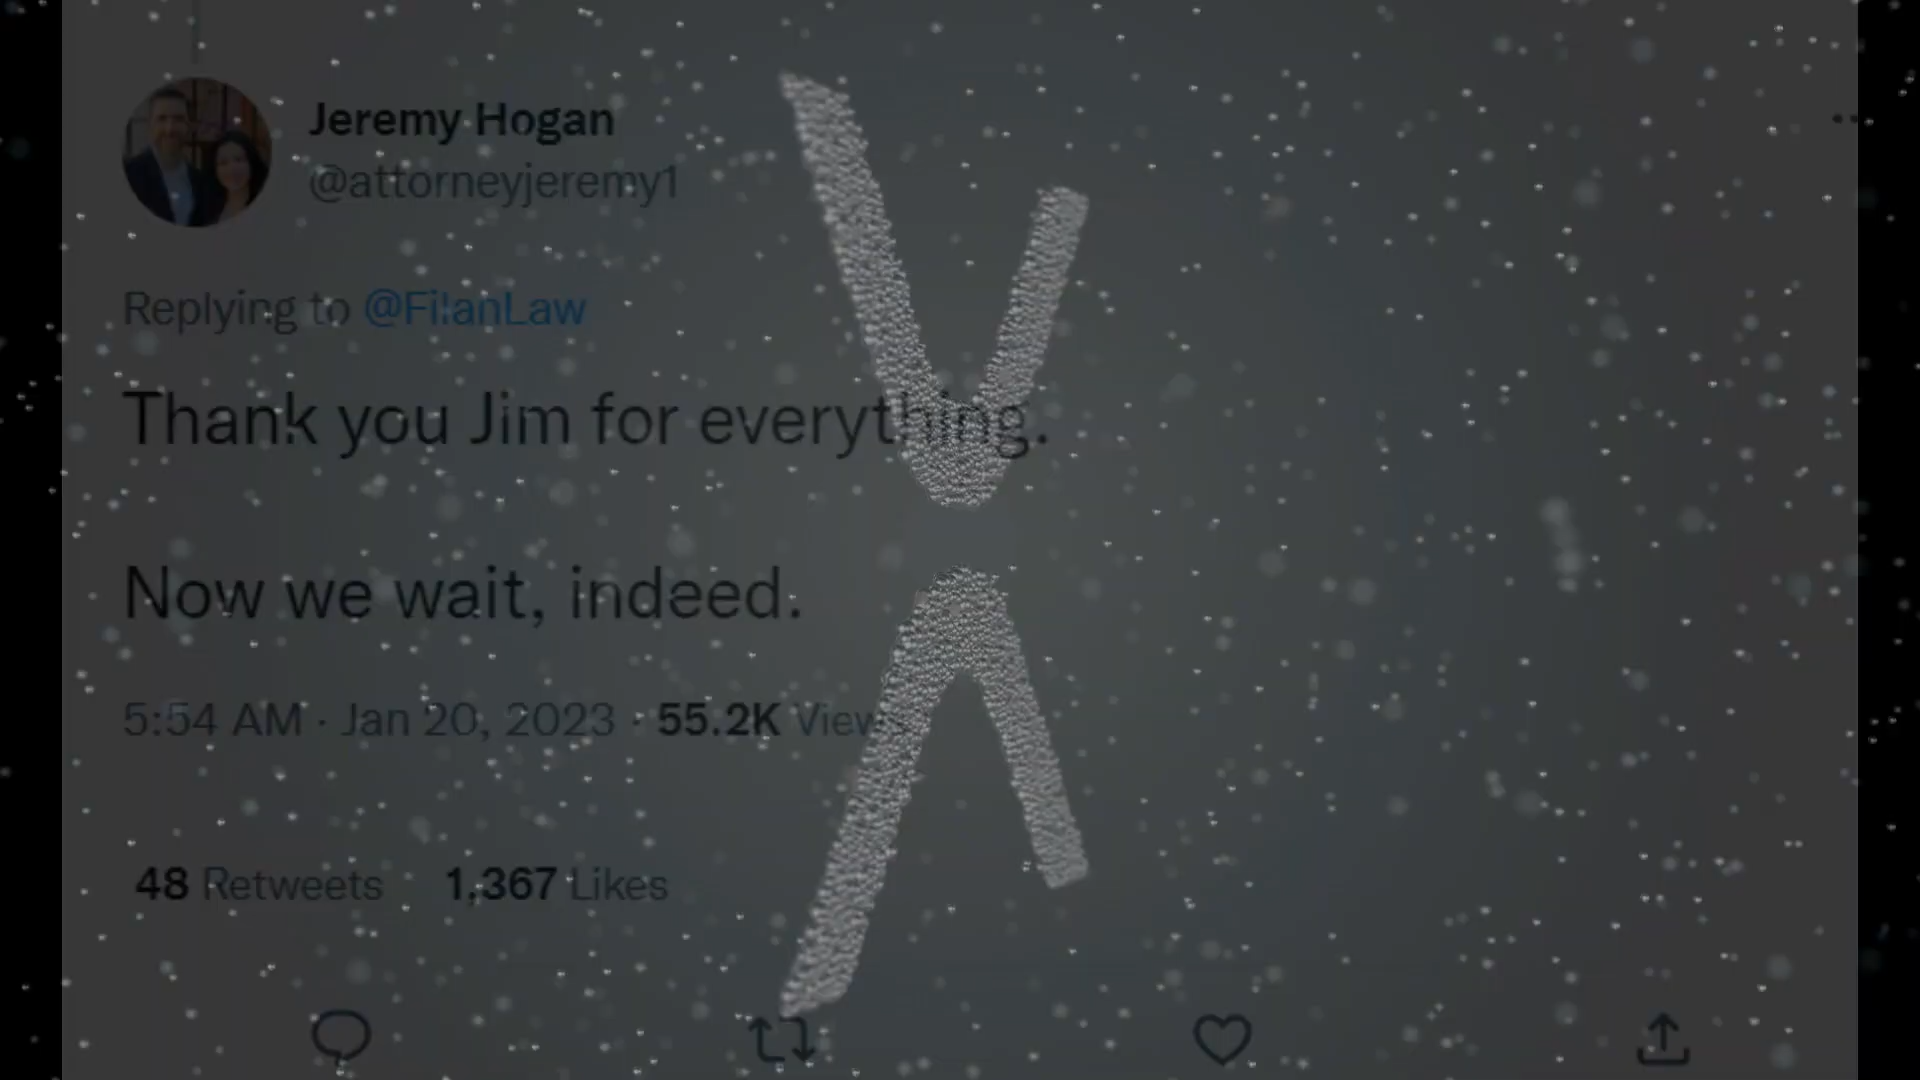 Jeremy Hogan
@attorneyjeremy1
Replying to @FilanLaw
Thank you Jim for everything.
Now we wait, indeed.
5:54 AM · Jan 20, 2023 · 55.2K Views
48 Retweets 1,367 Likes